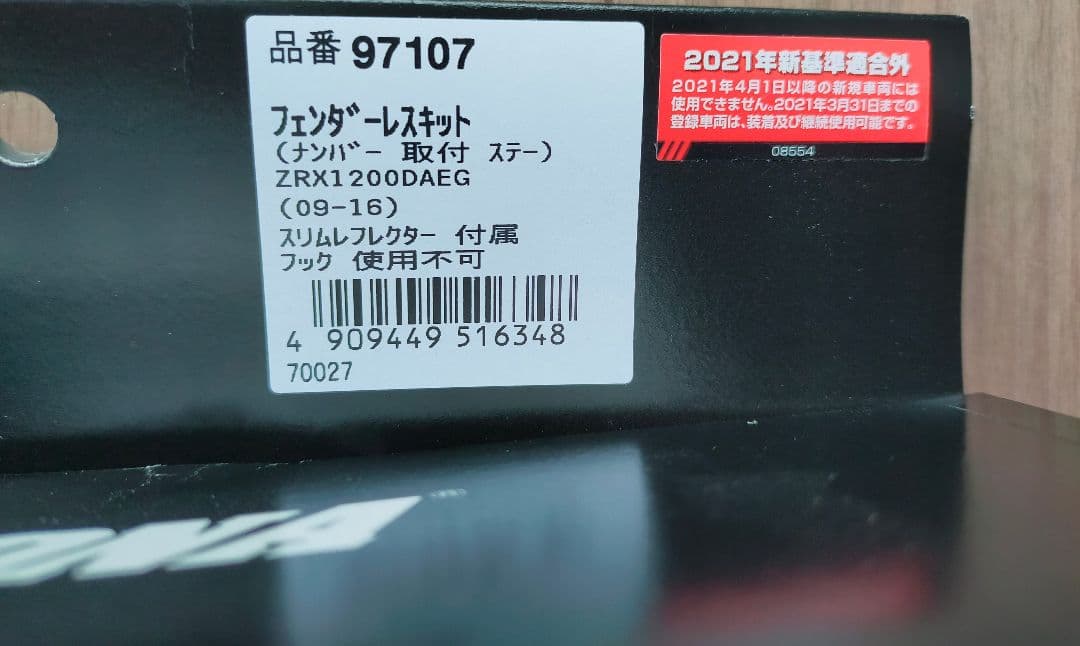 品番 97107
フェンダーレスキット
(ナンバー 取付 ステー)
ZRX1200DAEG
(09-16)
スリムレフレクター 付属
フック 使用不可
4 909449 516348
70027
2021年新基準適合外
2021年4月1日以降の新規車両には
使用できません。2021年3月31日までの
登録車両は、装着及び継続使用可能です。
08554